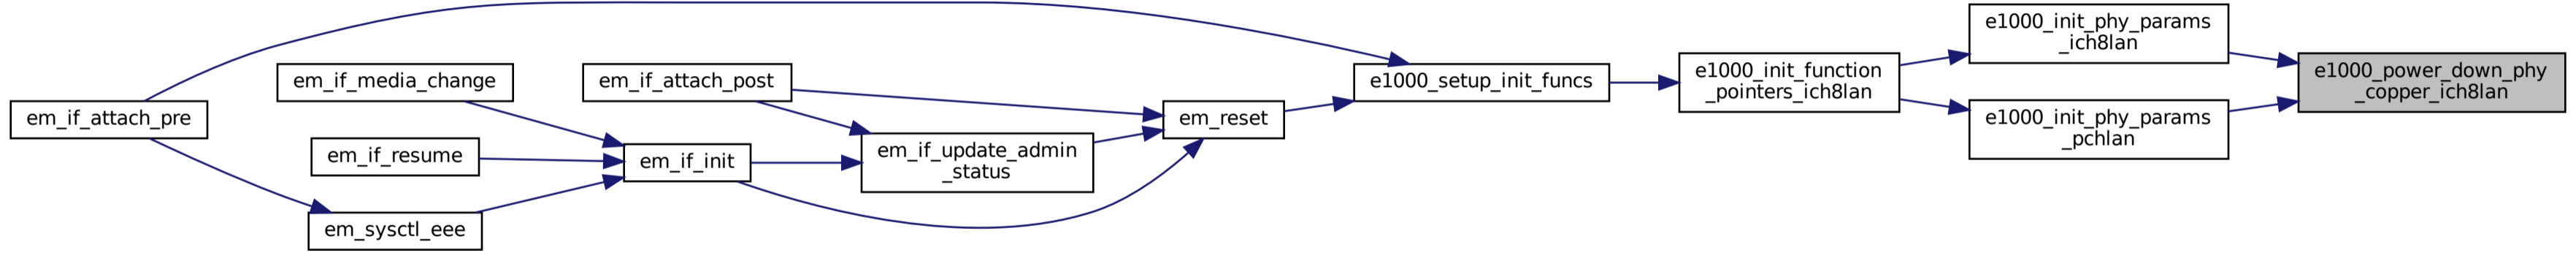 em_if_attach_pre
em_if_media_change
em_if_resume
em_sysctl_eee
em_if_attach_post
em_if_init
em_if_update_admin
_status
em_reset
e1000_setup_init_funcs
e1000_init_function
_pointers_ich8lan
e1000_init_phy_params
_ich8lan
e1000_init_phy_params
_pchlan
e1000_power_down_phy
_copper_ich8lan